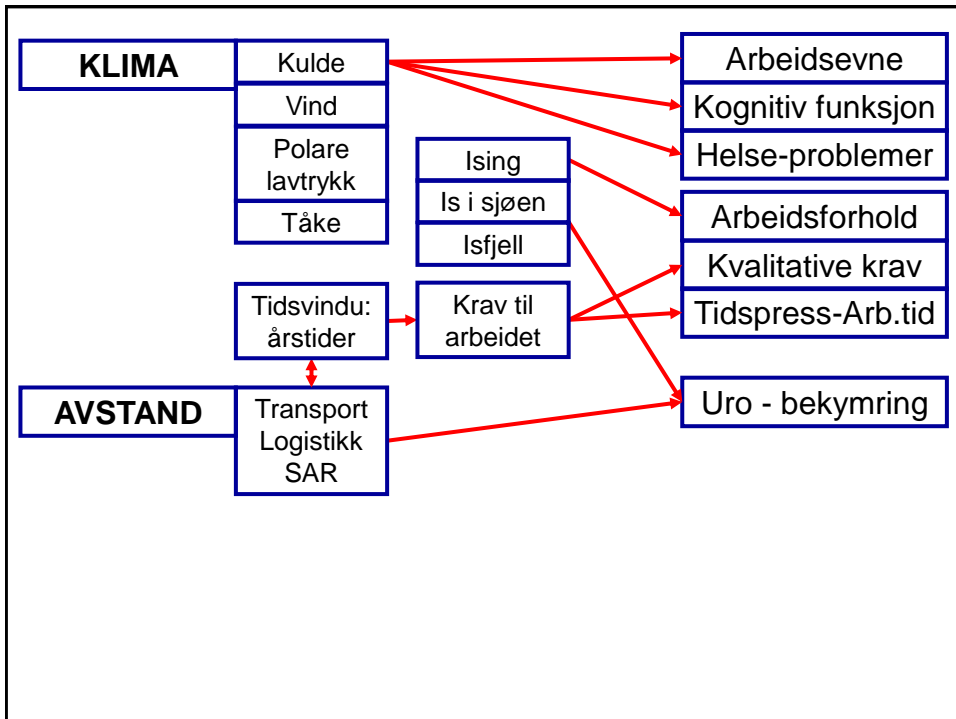 KLIMA
Kulde
Vind
Polare
lavtrykk
Tåke
Ising
Is i sjøen
Isfjell
Arbeidsevne
Kognitiv funksjon
Helse-problemer
Arbeidsforhold
Kvalitative krav
Tidspress-Arb.tid
Tidsvindu:
årstider
Krav til
arbeidet
AVSTAND
Transport
Logistikk
SAR
Uro - bekymring